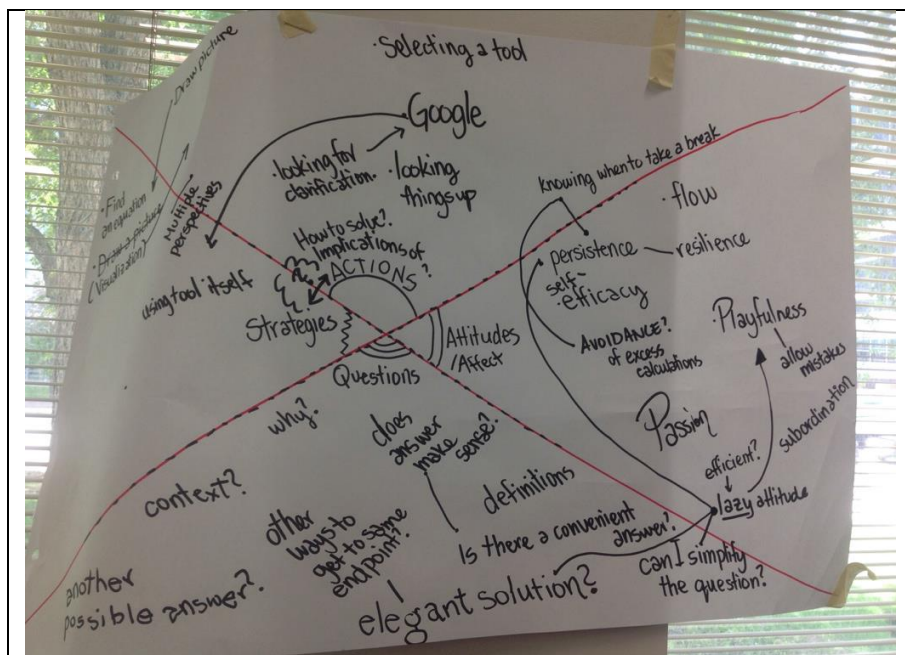 ·Selecting a tool
·Draw picture
Google
·looking for
clarification.
·looking
things up
·Find
an equation
·Draw a picture
(Visualization)
Multiple
perspectives
using tool itself
How to solve?
Implications of
ACTIONS?
Strategies
Attitudes
/Affect
Questions
knowing when to take a break
·flow
persistence
resilience
self-
·efficacy
AVOIDANCE?
of excess
calculations
·Playfulness
allow
mistakes
subordination
Passion
efficient?
lazy attitude
why?
does
answer
make
sense?
context?
definitions
other
ways to
get to same
endpoint?
Is there a convenient
answer?
can I simplify
the question?
another
possible answer?
elegant solution?